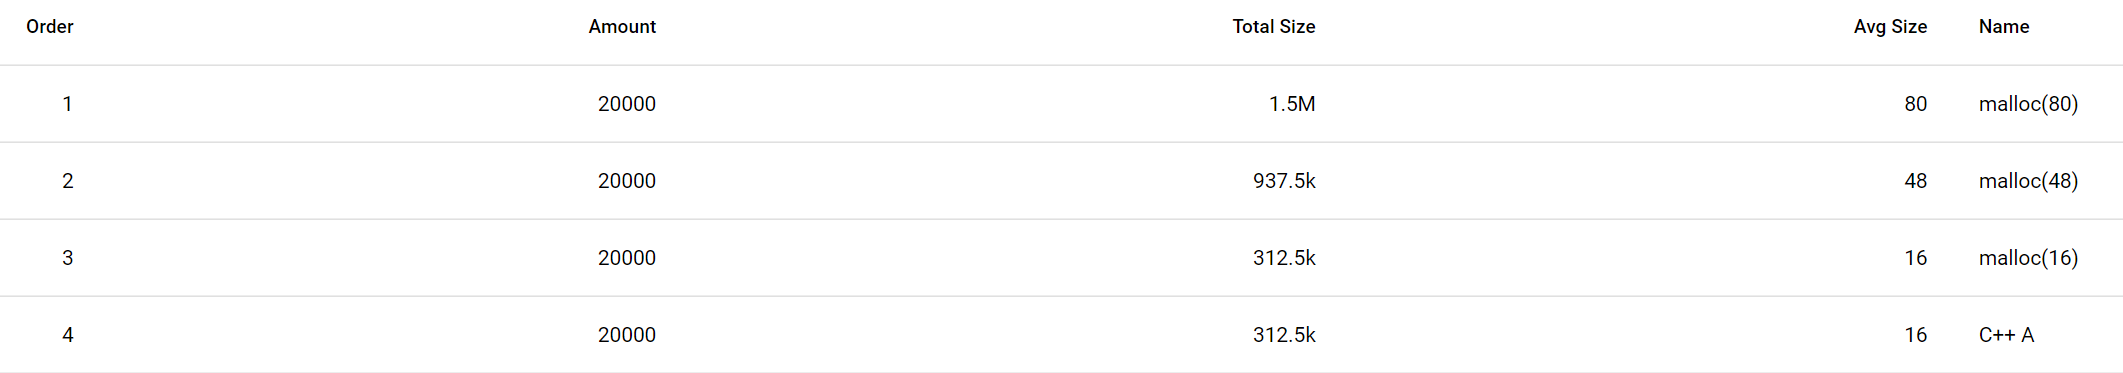 Order Amount Total Size Avg Size Name
1 20000 1.5M 80 malloc(80)
2 20000 937.5k 48 malloc(48)
3 20000 312.5k 16 malloc(16)
4 20000 312.5k 16 C++ A